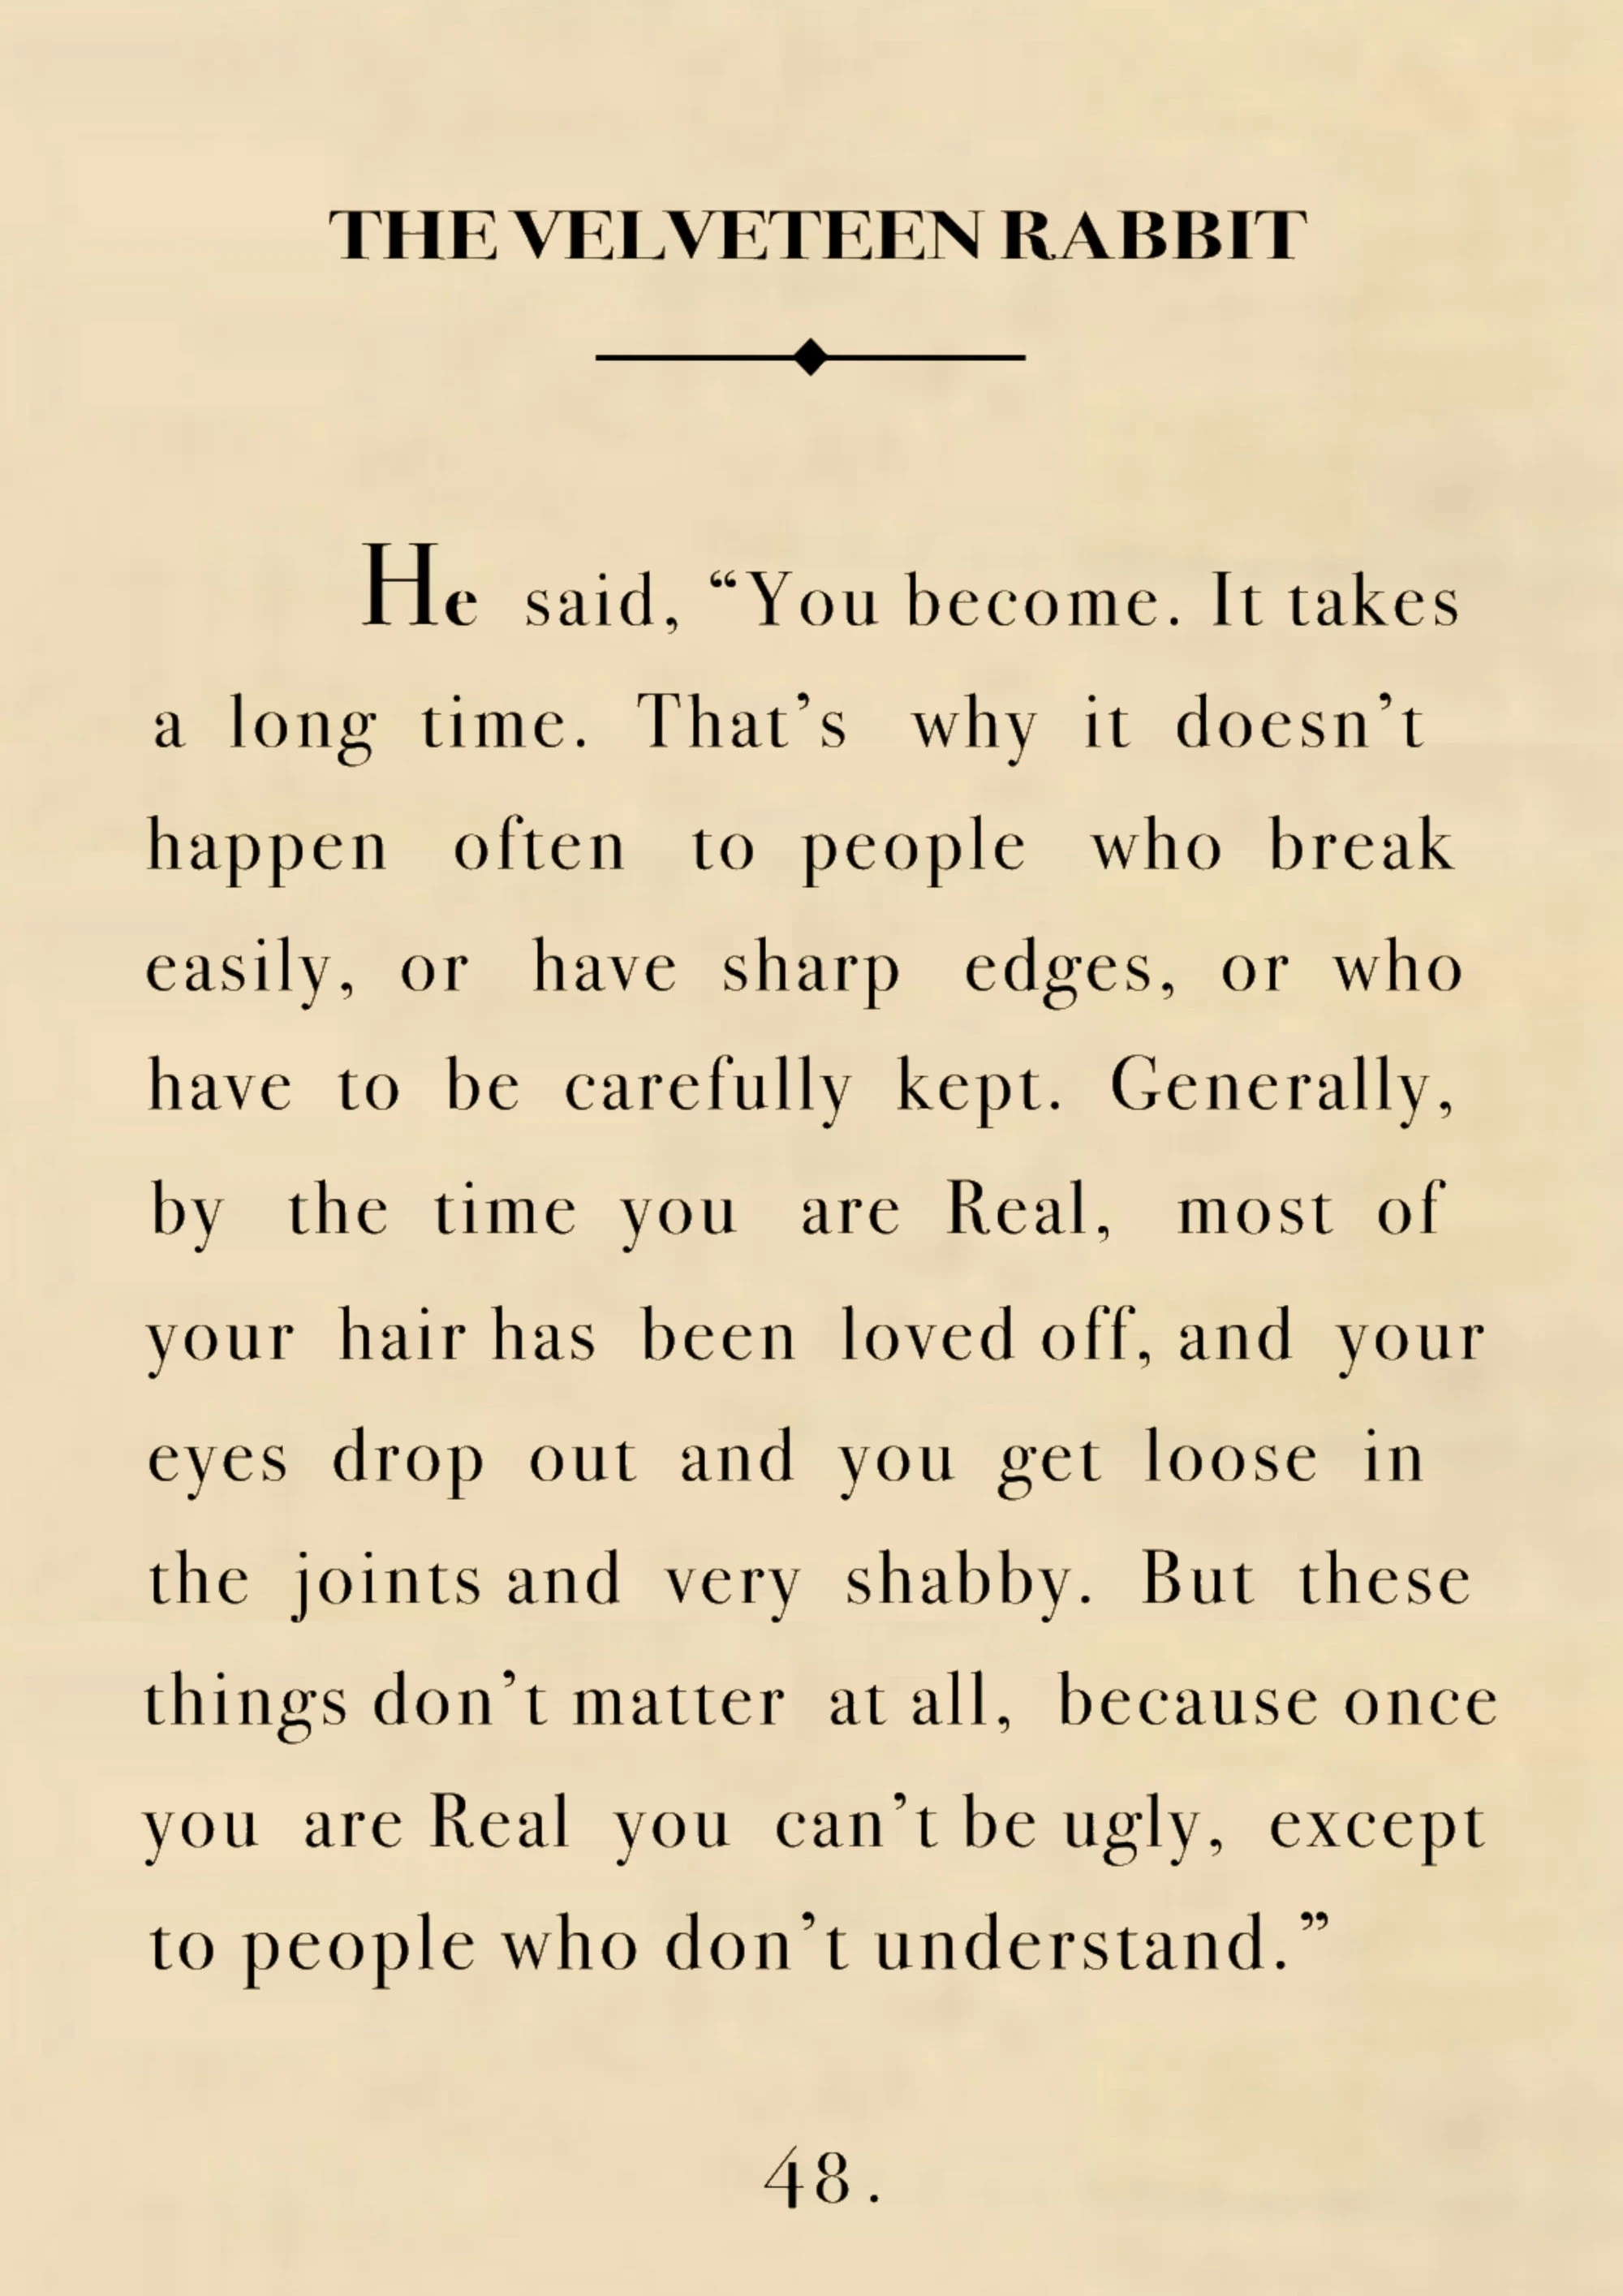 THE VELVETEEN RABBIT
He said, “You become. It takes
a long time. That’s why it doesn’t
happen often to people who break
easily, or have sharp edges, or who
have to be carefully kept. Generally,
by the time you are Real, most of
your hair has been loved off, and your
eyes drop out and you get loose in
the joints and very shabby. But these
things don’t matter at all, because once
you are Real you can’t be ugly, except
to people who don’t understand.”
48.